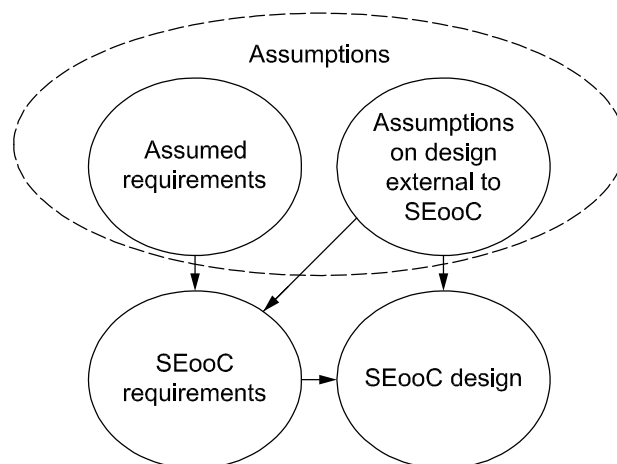 Assumptions
Assumed
requirements
Assumptions
on design
external to
SEooC
SEooC
requirements
SEooC design